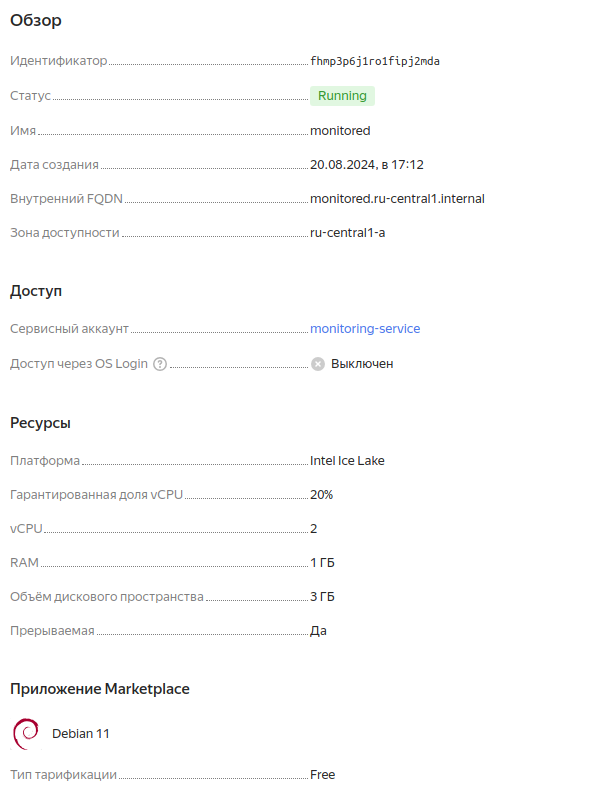 Обзор
Идентификатор fhmp3p6j1ro1fipj2mda
Статус Running
Имя monitored
Дата создания 20.08.2024, в 17:12
Внутренний FQDN monitored.ru-central1.internal
Зона доступности ru-central1-a
Доступ
Сервисный аккаунт monitoring-service
Доступ через OS Login ? Выключен
Ресурсы
Платформа Intel Ice Lake
Гарантированная доля vCPU 20%
vCPU 2
RAM 1 ГБ
Объём дискового пространства 3 ГБ
Прерываемая Да
Приложение Marketplace
Debian 11
Тип тарификации Free